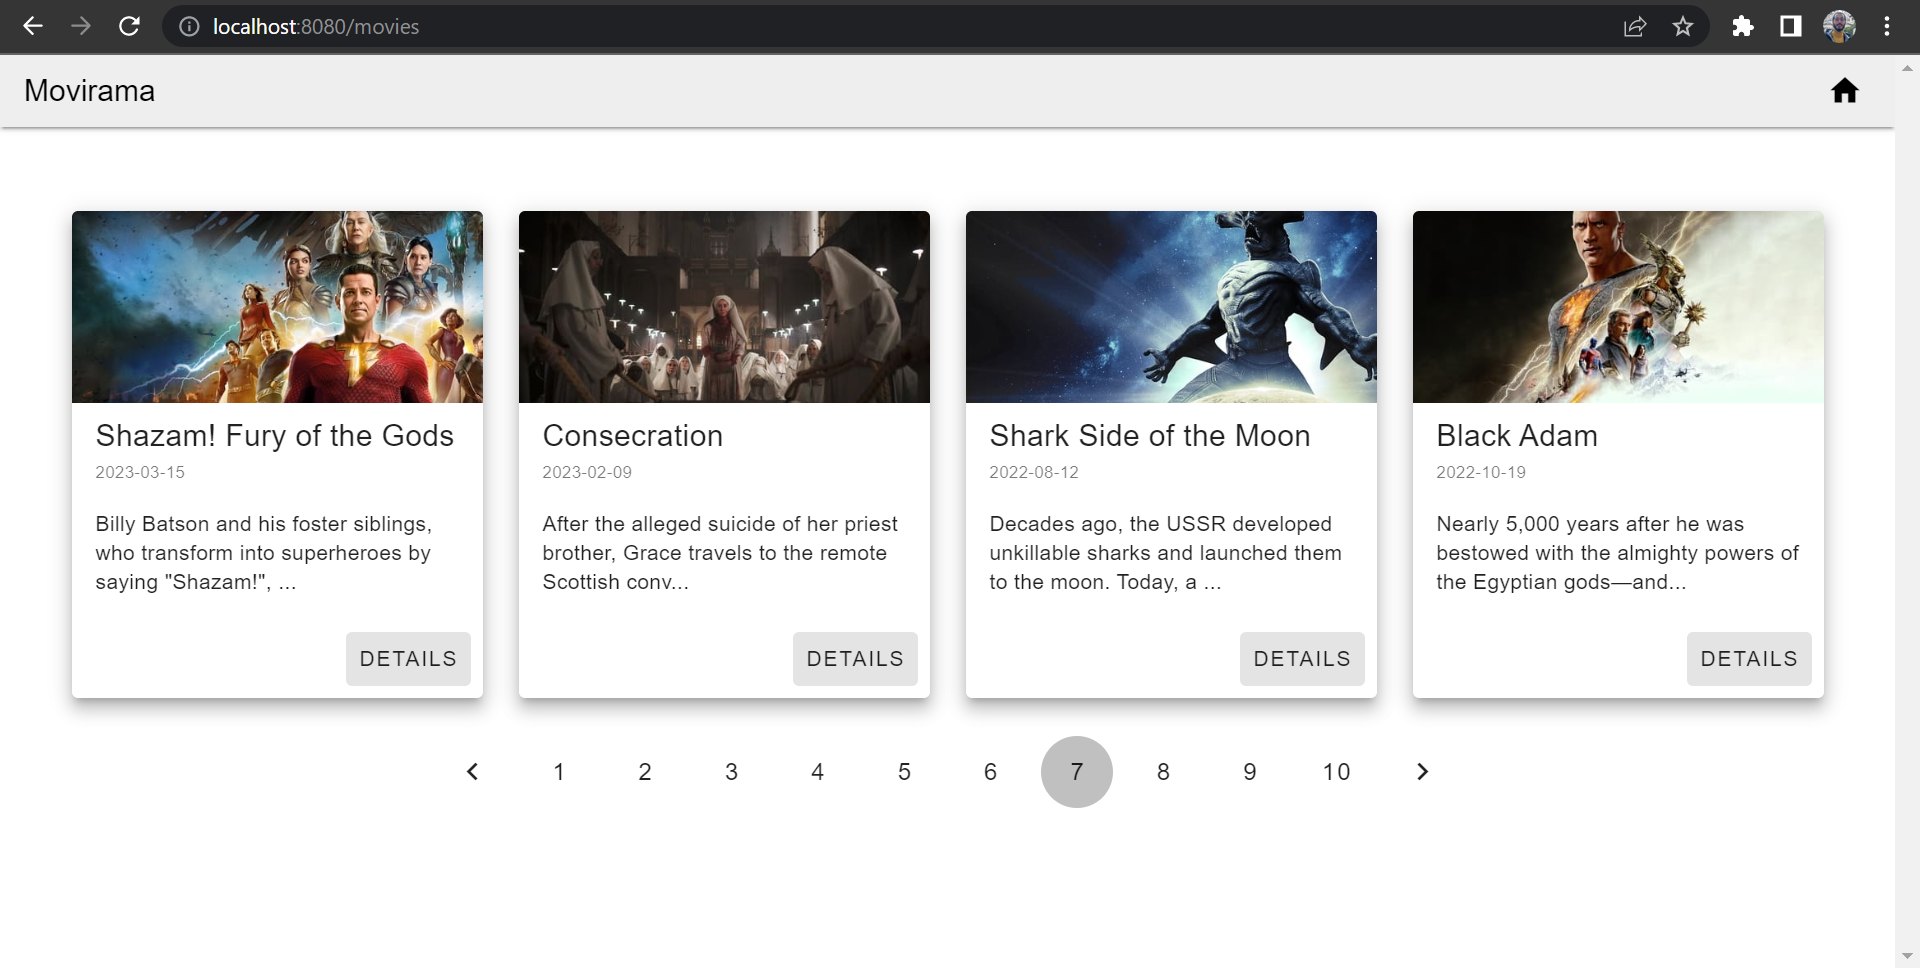 localhost:8080/movies
Movirama
Shazam! Fury of the Gods
2023-03-15
Billy Batson and his foster siblings,
who transform into superheroes by
saying "Shazam!", ...
DETAILS
Consecration
2023-02-09
After the alleged suicide of her priest
brother, Grace travels to the remote
Scottish conv...
DETAILS
Shark Side of the Moon
2022-08-12
Decades ago, the USSR developed
unkillable sharks and launched them
to the moon. Today, a ...
DETAILS
Black Adam
2022-10-19
Nearly 5,000 years after he was
bestowed with the almighty powers of
the Egyptian gods—and...
DETAILS
1 2 3 4 5 6 7 8 9 10